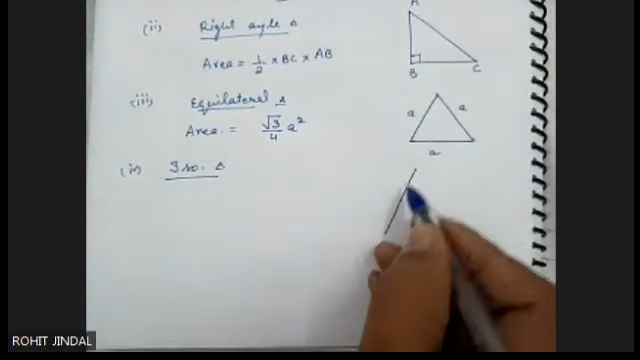 (ii) Right angle Δ
Area = 1/2 × BC × AB
A
B
C
(iii) Equilateral Δ
Area = √3/4 a²
a
a
a
(iv) Iso. Δ
ROHIT JINDAL